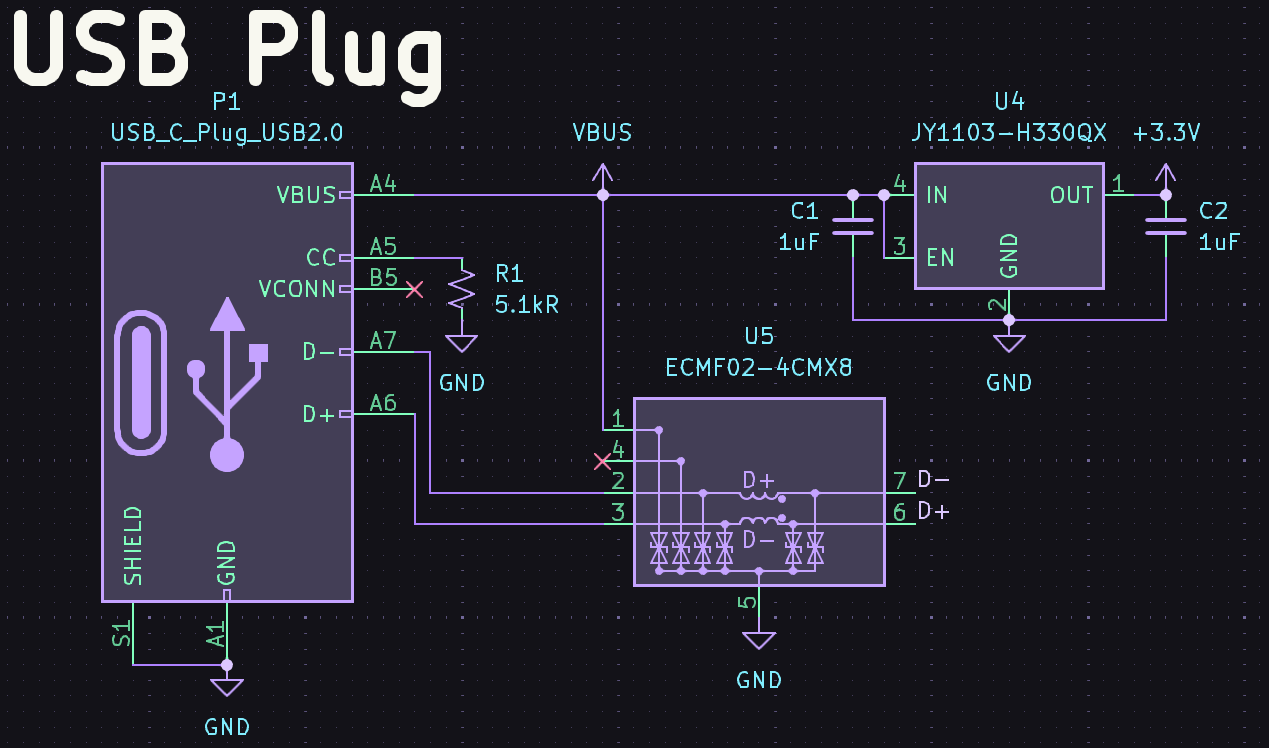 USB Plug
P1
USB_C_Plug_USB2.0
VBUS
U4
JY1103-H330QX
+3.3V
VBUS
A4
4
IN
OUT
1
C1
1uF
C2
1uF
CC
A5
3
EN
GND
2
VCONN
B5
R1
5.1kR
D-
A7
GND
GND
U5
ECMF02-4CMX8
D+
A6
1
4
2
D+
7
D-
3
D-
6
D+
SHIELD
GND
5
S1
A1
GND
GND